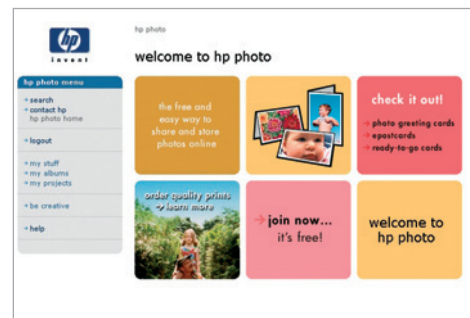 hp
invent
hp photo
welcome to hp photo
hp photo menu
search
contact hp
hp photo home
logout
my stuff
my albums
my projects
be creative
help
the free and
easy way to
share and store
photos online
check it out!
photo greeting cards
epostcards
ready-to-go cards
order quality prints
learn more
join now...
it's free!
welcome to
hp photo